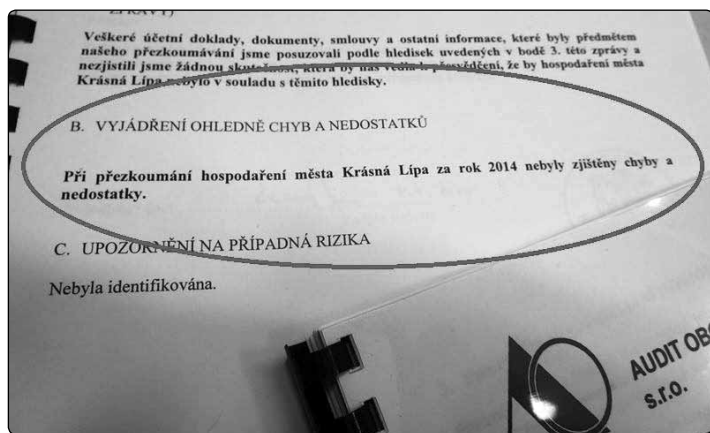 ZPRÁVY)
Veškeré účetní doklady, dokumenty, smlouvy a ostatní informace, které byly předmětem
našeho přezkoumávání jsme posuzovali podle hledisek uvedených v bodě 3. této zprávy a
nezjistili jsme žádnou skutečnost, která by nás vedla k přesvědčení, že by hospodaření města
Krásná Lípa nebylo v souladu s těmito hledisky.
B. VYJÁDŘENÍ OHLEDNĚ CHYB A NEDOSTATKŮ
Při přezkoumání hospodaření města Krásná Lípa za rok 2014 nebyly zjištěny chyby a
nedostatky.
C. UPOZORNĚNÍ NA PŘÍPADNÁ RIZIKA
Nebyla identifikována.
AUDIT OBC
s.r.o.